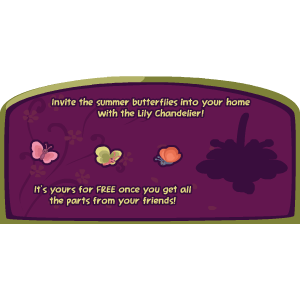 Invite the summer butterflies into your home
with the Lily Chandelier!
It's yours for FREE once you get all
the parts from your friends!